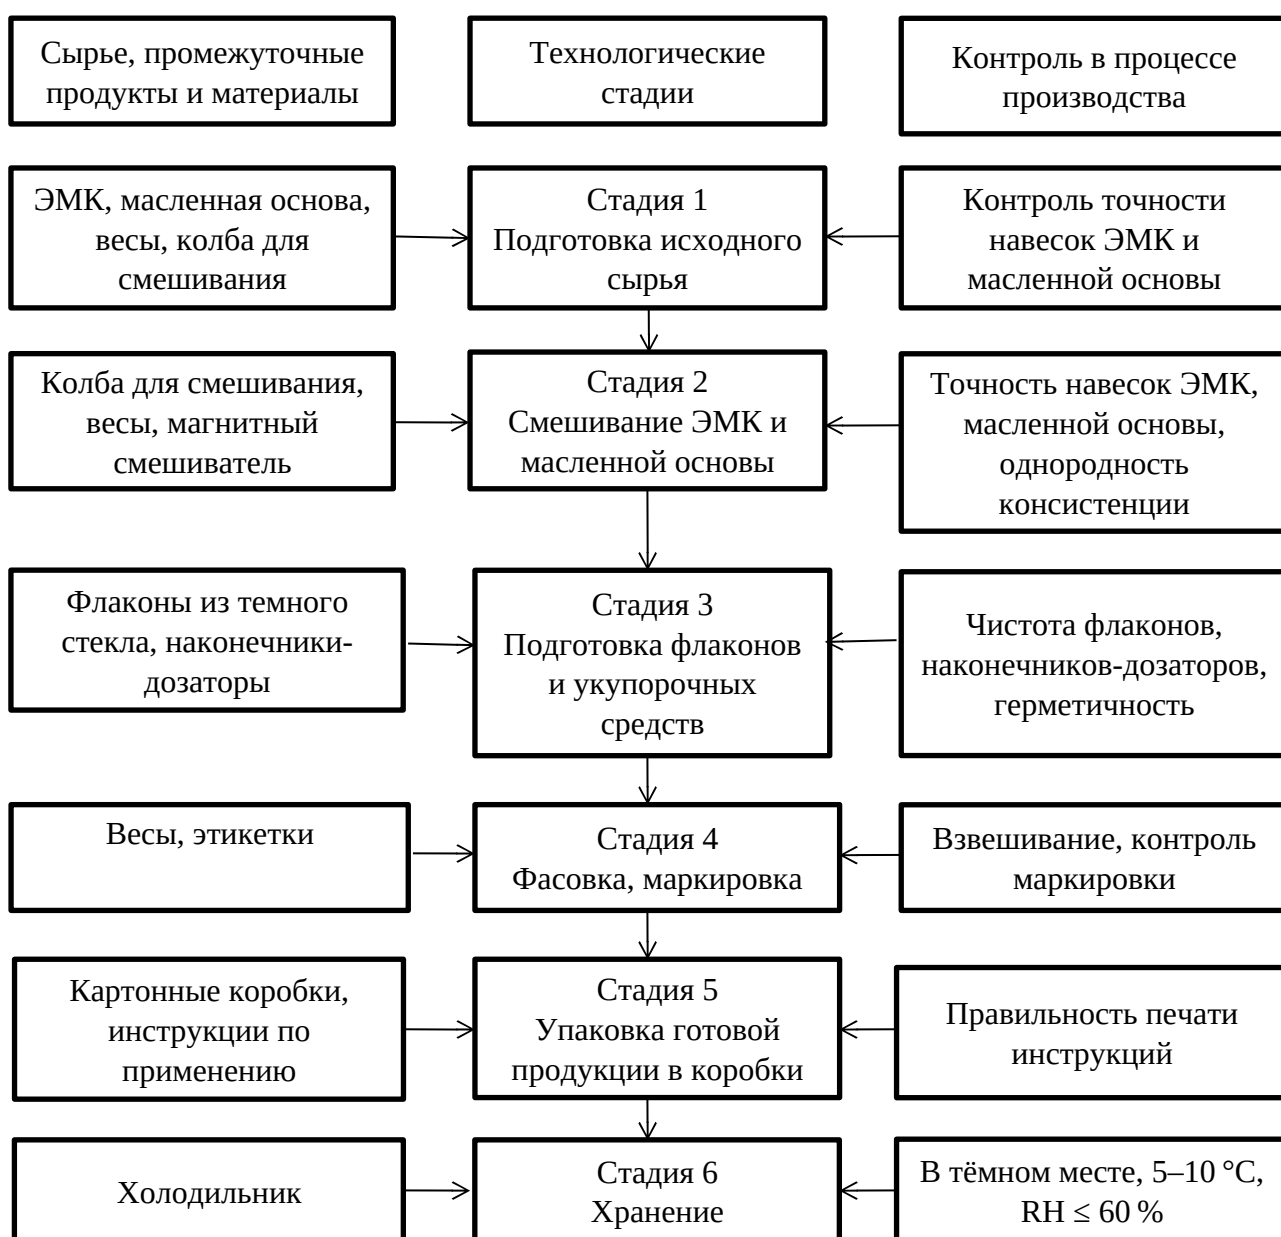 Сырье, промежуточные
продукты и материалы
Технологические
стадии
Контроль в процессе
производства
ЭМК, масленная основа,
весы, колба для
смешивания
Стадия 1
Подготовка исходного
сырья
Контроль точности
навесок ЭМК и
масленной основы
Колба для смешивания,
весы, магнитный
смешиватель
Стадия 2
Смешивание ЭМК и
масленной основы
Точность навесок ЭМК,
масленной основы,
однородность
консистенции
Флаконы из темного
стекла, наконечники-
дозаторы
Стадия 3
Подготовка флаконов
и укупорочных
средств
Чистота флаконов,
наконечников-дозаторов,
герметичность
Весы, этикетки
Стадия 4
Фасовка, маркировка
Взвешивание, контроль
маркировки
Картонные коробки,
инструкции по
применению
Стадия 5
Упаковка готовой
продукции в коробки
Правильность печати
инструкций
Холодильник
Стадия 6
Хранение
В тёмном месте, 5–10 °C,
RH ≤ 60 %